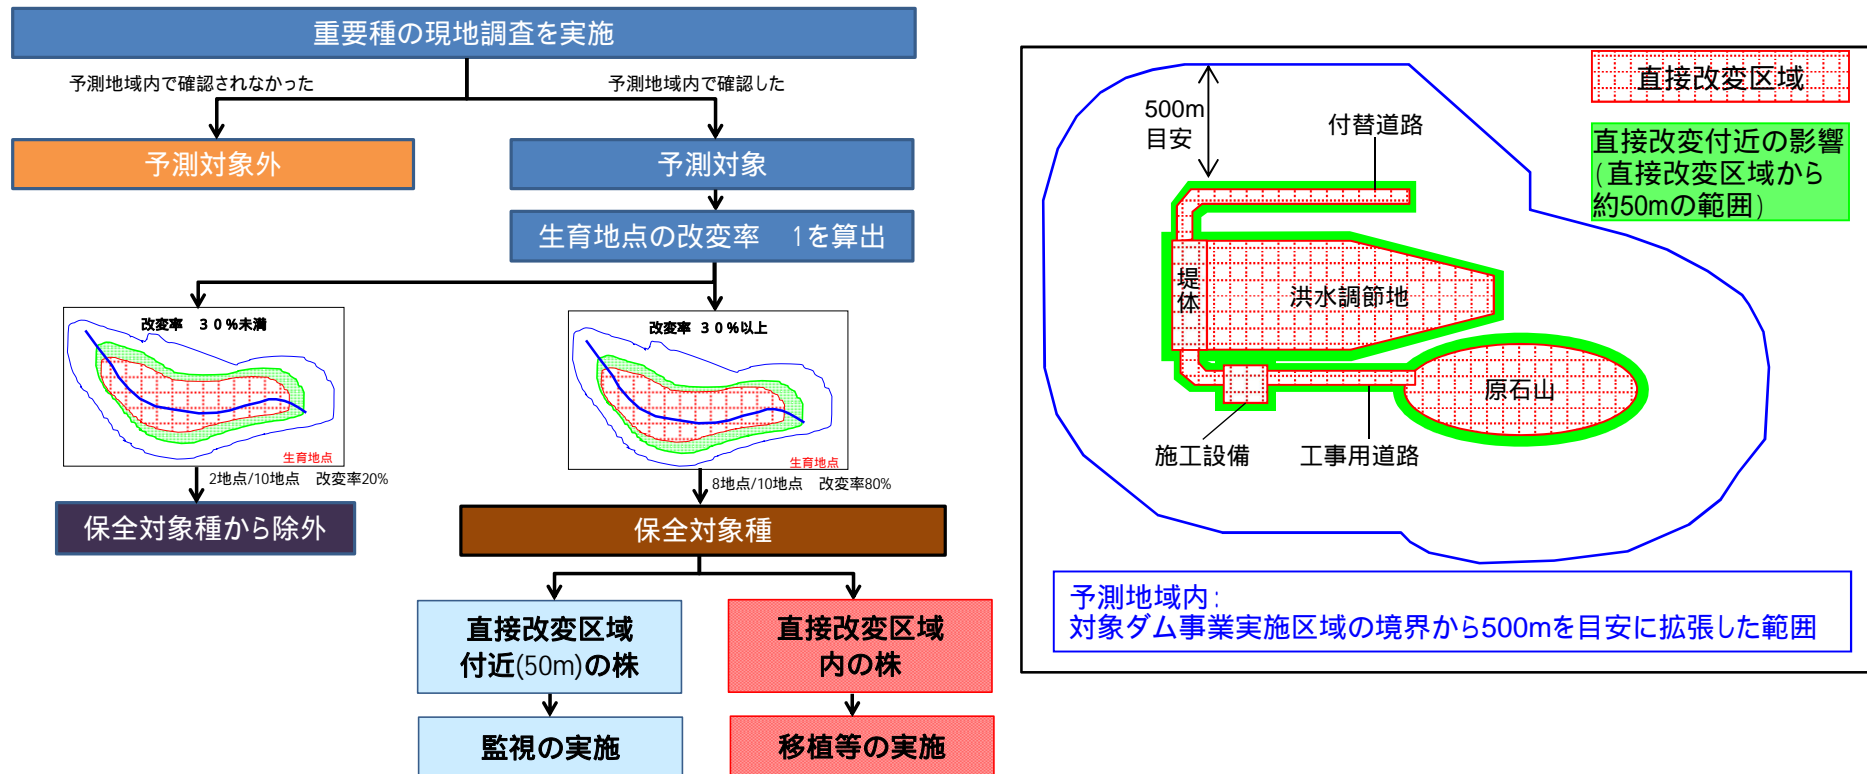 重要種の現地調査を実施
予測地域内で確認されなかった
予測地域内で確認した
予測対象外
予測対象
生育地点の改変率　1を算出
改変率　３０％未満
生育地点
改変率　３０％以上
生育地点
2地点/10地点　改変率20%
8地点/10地点　改変率80%
保全対象種から除外
保全対象種
直接改変区域
付近(50m)の株
直接改変区域
内の株
監視の実施
移植等の実施
直接改変区域
直接改変付近の影響
(直接改変区域から
約50mの範囲)
500m
目安
付替道路
堤体
洪水調節地
原石山
施工設備
工事用道路
予測地域内:
対象ダム事業実施区域の境界から500mを目安に拡張した範囲